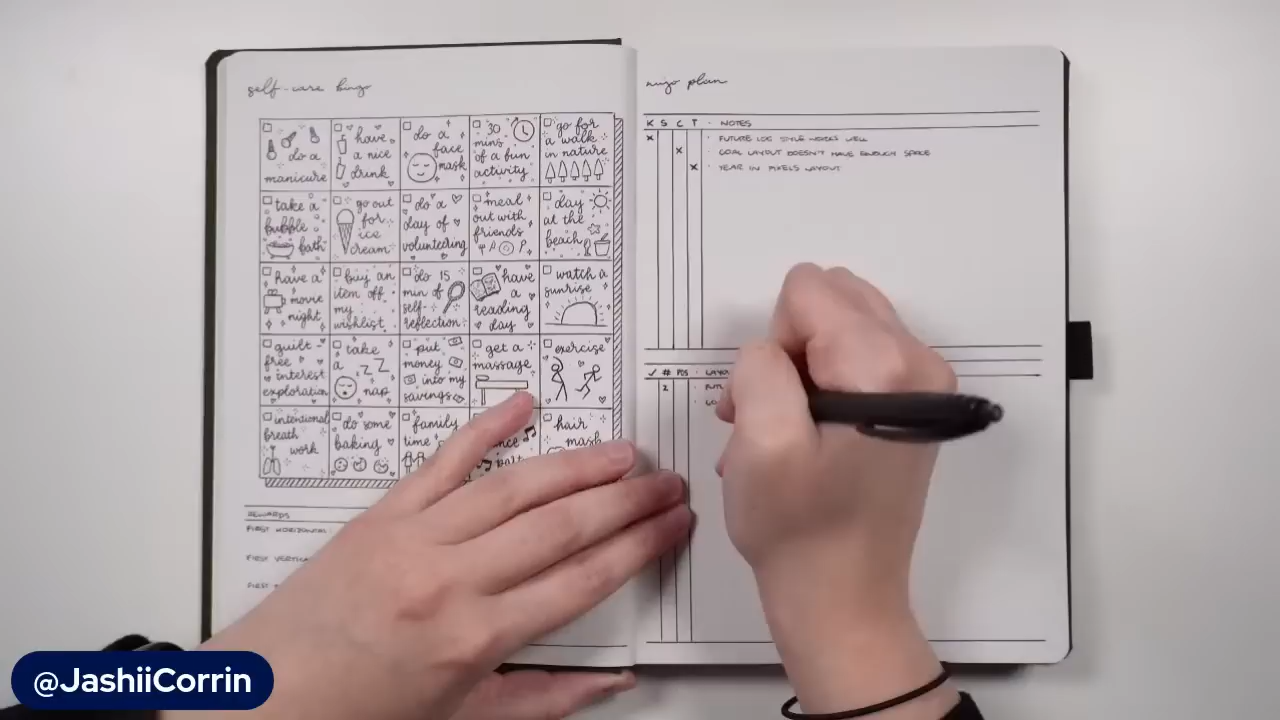 self-care bingo
do a
manicure
have
a nice
drink
do a
face
mask
30
mins
of a fun
activity
go for
a walk
in nature
take a
bubble
bath
go out
for
ice
cream
do a
day of
volunteering
meal
out with
friends
day
at the
beach
have a
movie
night
buy an
item off
my
wishlist
do 15
min of
self-
reflection
have
a
reading
day
watch a
sunrise
guilt
free
interest
exploration
take
a
nap
put
money
into my
savings
get a
massage
exercise
intentional
breath
work
do some
baking
family
time
hair
mask
REWARDS
FIRST HORIZONTAL
FIRST
migo plan
K S C T · NOTES
x · FUTURE LOG STYLE WORKS WELL
x · GOAL LAYOUT DOESN'T HAVE ENOUGH SPACE
x · YEAR IN PIXELS LAYOUT
✓ # PGS ·
2 ·
@JashiiCorrin